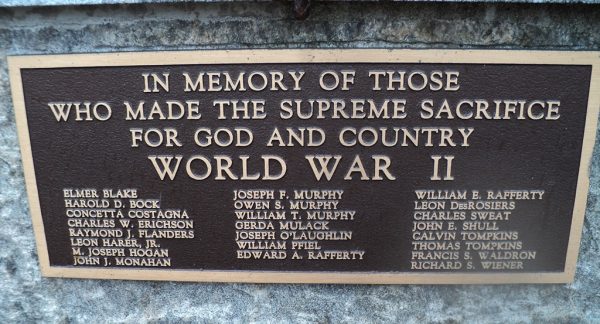 IN MEMORY OF THOSE
WHO MADE THE SUPREME SACRIFICE
FOR GOD AND COUNTRY
WORLD WAR II
ELMER BLAKE
HAROLD D. BOCK
CONCETTA COSTAGNA
CHARLES W. ERICHSON
RAYMOND J. FLANDERS
LEON HARER, JR.
M. JOSEPH HOGAN
JOHN J. MONAHAN
JOSEPH F. MURPHY
OWEN S. MURPHY
WILLIAM T. MURPHY
GERDA MULACK
JOSEPH O'LAUGHLIN
WILLIAM PFIEL
EDWARD A. RAFFERTY
WILLIAM E. RAFFERTY
LEON DesROSIERS
CHARLES SWEAT
JOHN E. SHULL
CALVIN TOMPKINS
THOMAS TOMPKINS
FRANCIS S. WALDRON
RICHARD S. WIENER